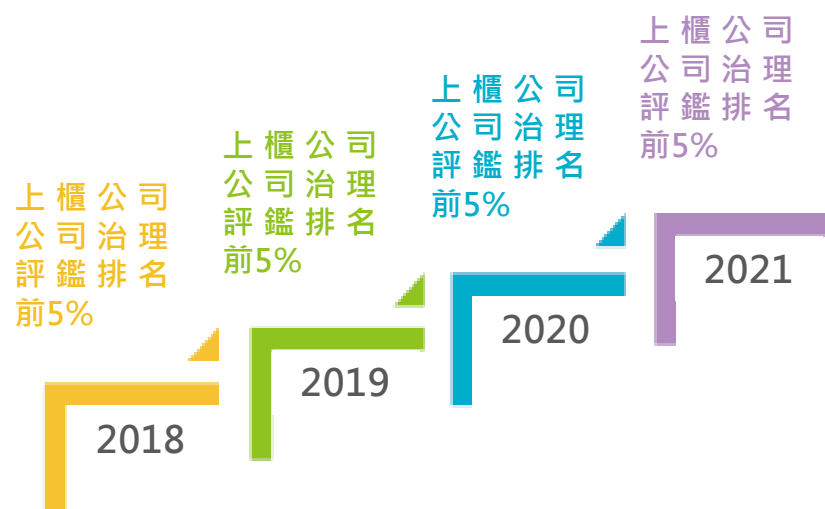 上櫃公司
公司治理
評鑑排名
前5%
2018
上櫃公司
公司治理
評鑑排名
前5%
2019
上櫃公司
公司治理
評鑑排名
前5%
2020
上櫃公司
公司治理
評鑑排名
前5%
2021